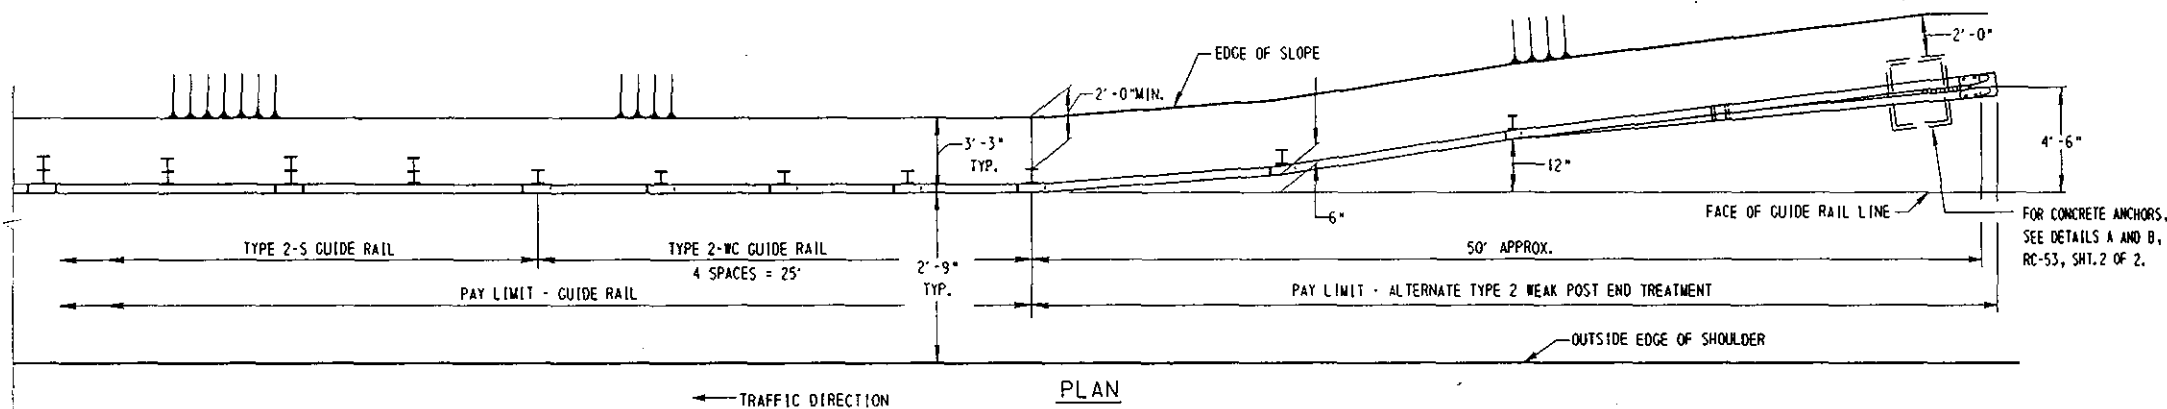 2'-0"
EDGE OF SLOPE
2'-0"MIN.
3'-3"
TYP.
12"
4'-6"
6"
FACE OF GUIDE RAIL LINE
FOR CONCRETE ANCHORS,
SEE DETAILS A AND B,
RC-53, SHT.2 OF 2.
TYPE 2-S GUIDE RAIL
TYPE 2-WC GUIDE RAIL
4 SPACES = 25'
2'-9"
TYP.
50' APPROX.
PAY LIMIT - GUIDE RAIL
PAY LIMIT - ALTERNATE TYPE 2 WEAK POST END TREATMENT
OUTSIDE EDGE OF SHOULDER
TRAFFIC DIRECTION
PLAN